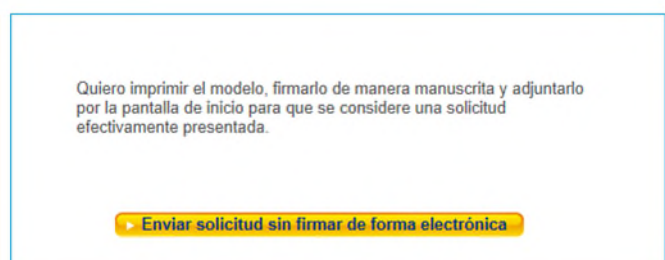 Quiero imprimir el modelo, firmarlo de manera manuscrita y adjuntarlo
por la pantalla de inicio para que se considere una solicitud
efectivamente presentada.
Enviar solicitud sin firmar de forma electrónica